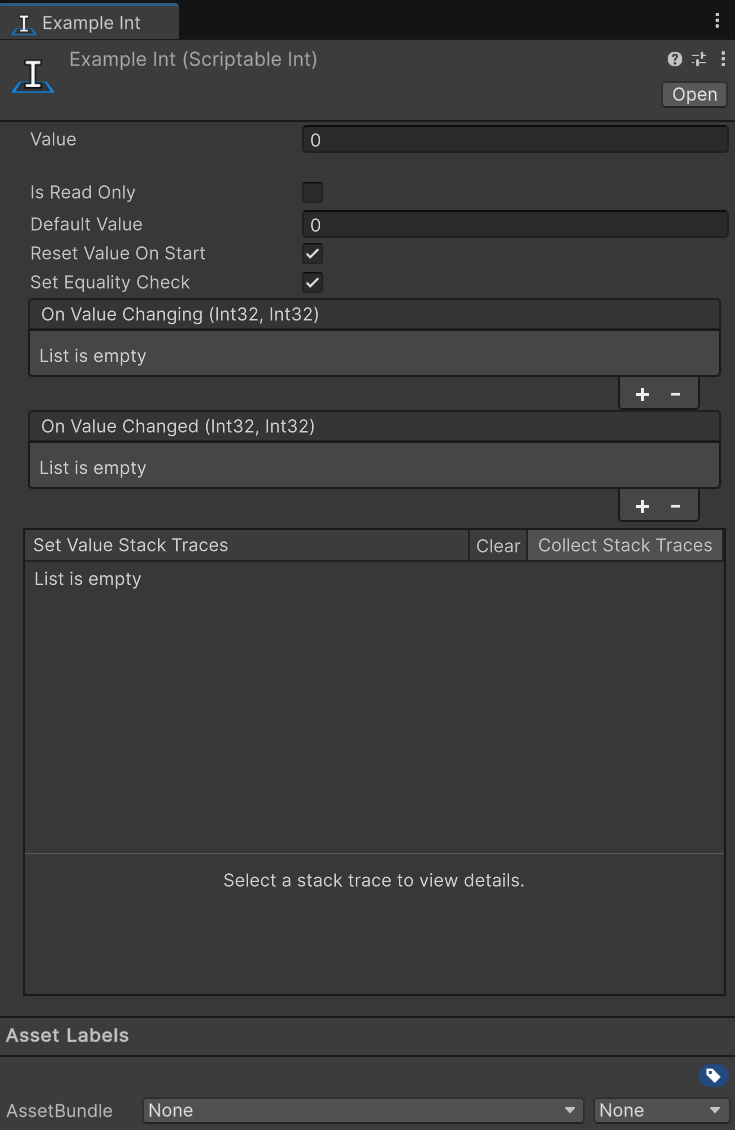 Example Int
Example Int (Scriptable Int)
Open
Value 0
Is Read Only
Default Value 0
Reset Value On Start
Set Equality Check
On Value Changing (Int32, Int32)
List is empty
+ -
On Value Changed (Int32, Int32)
List is empty
+ -
Set Value Stack Traces Clear Collect Stack Traces
List is empty
Select a stack trace to view details.
Asset Labels
AssetBundle None None